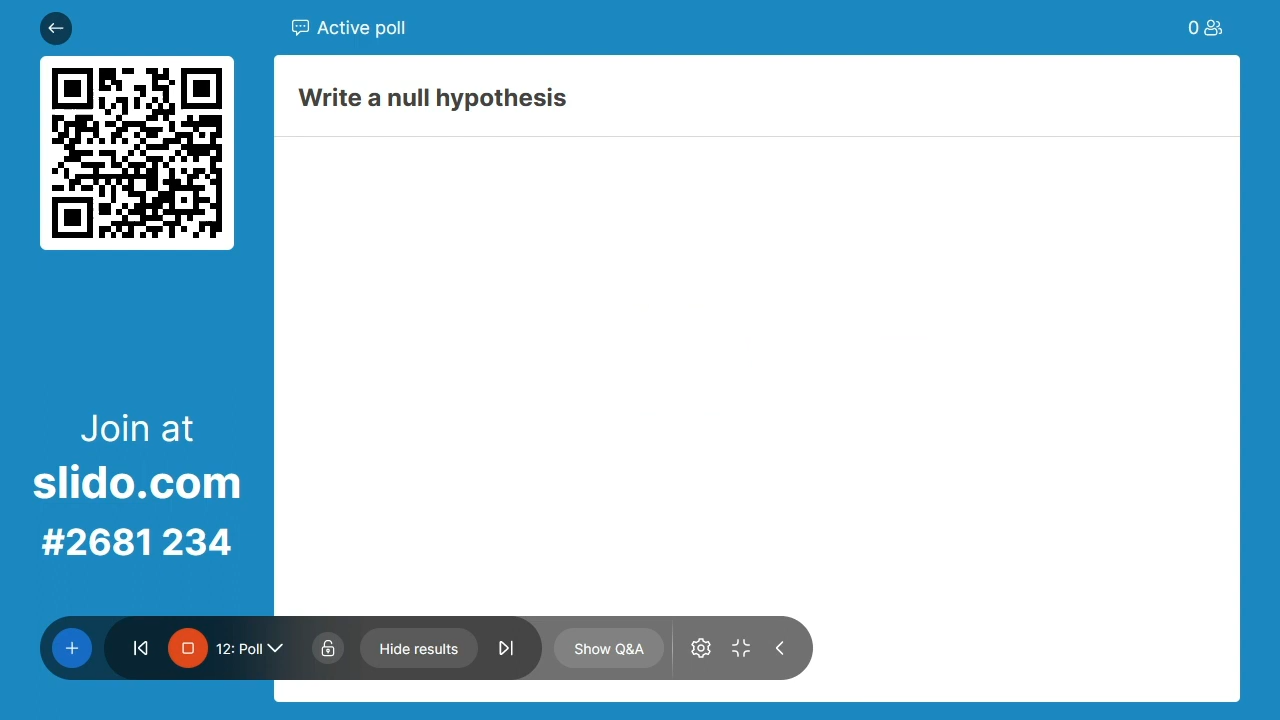 Active poll
0
Write a null hypothesis
Join at
slido.com
#2681 234
12: Poll
Hide results
Show Q&A